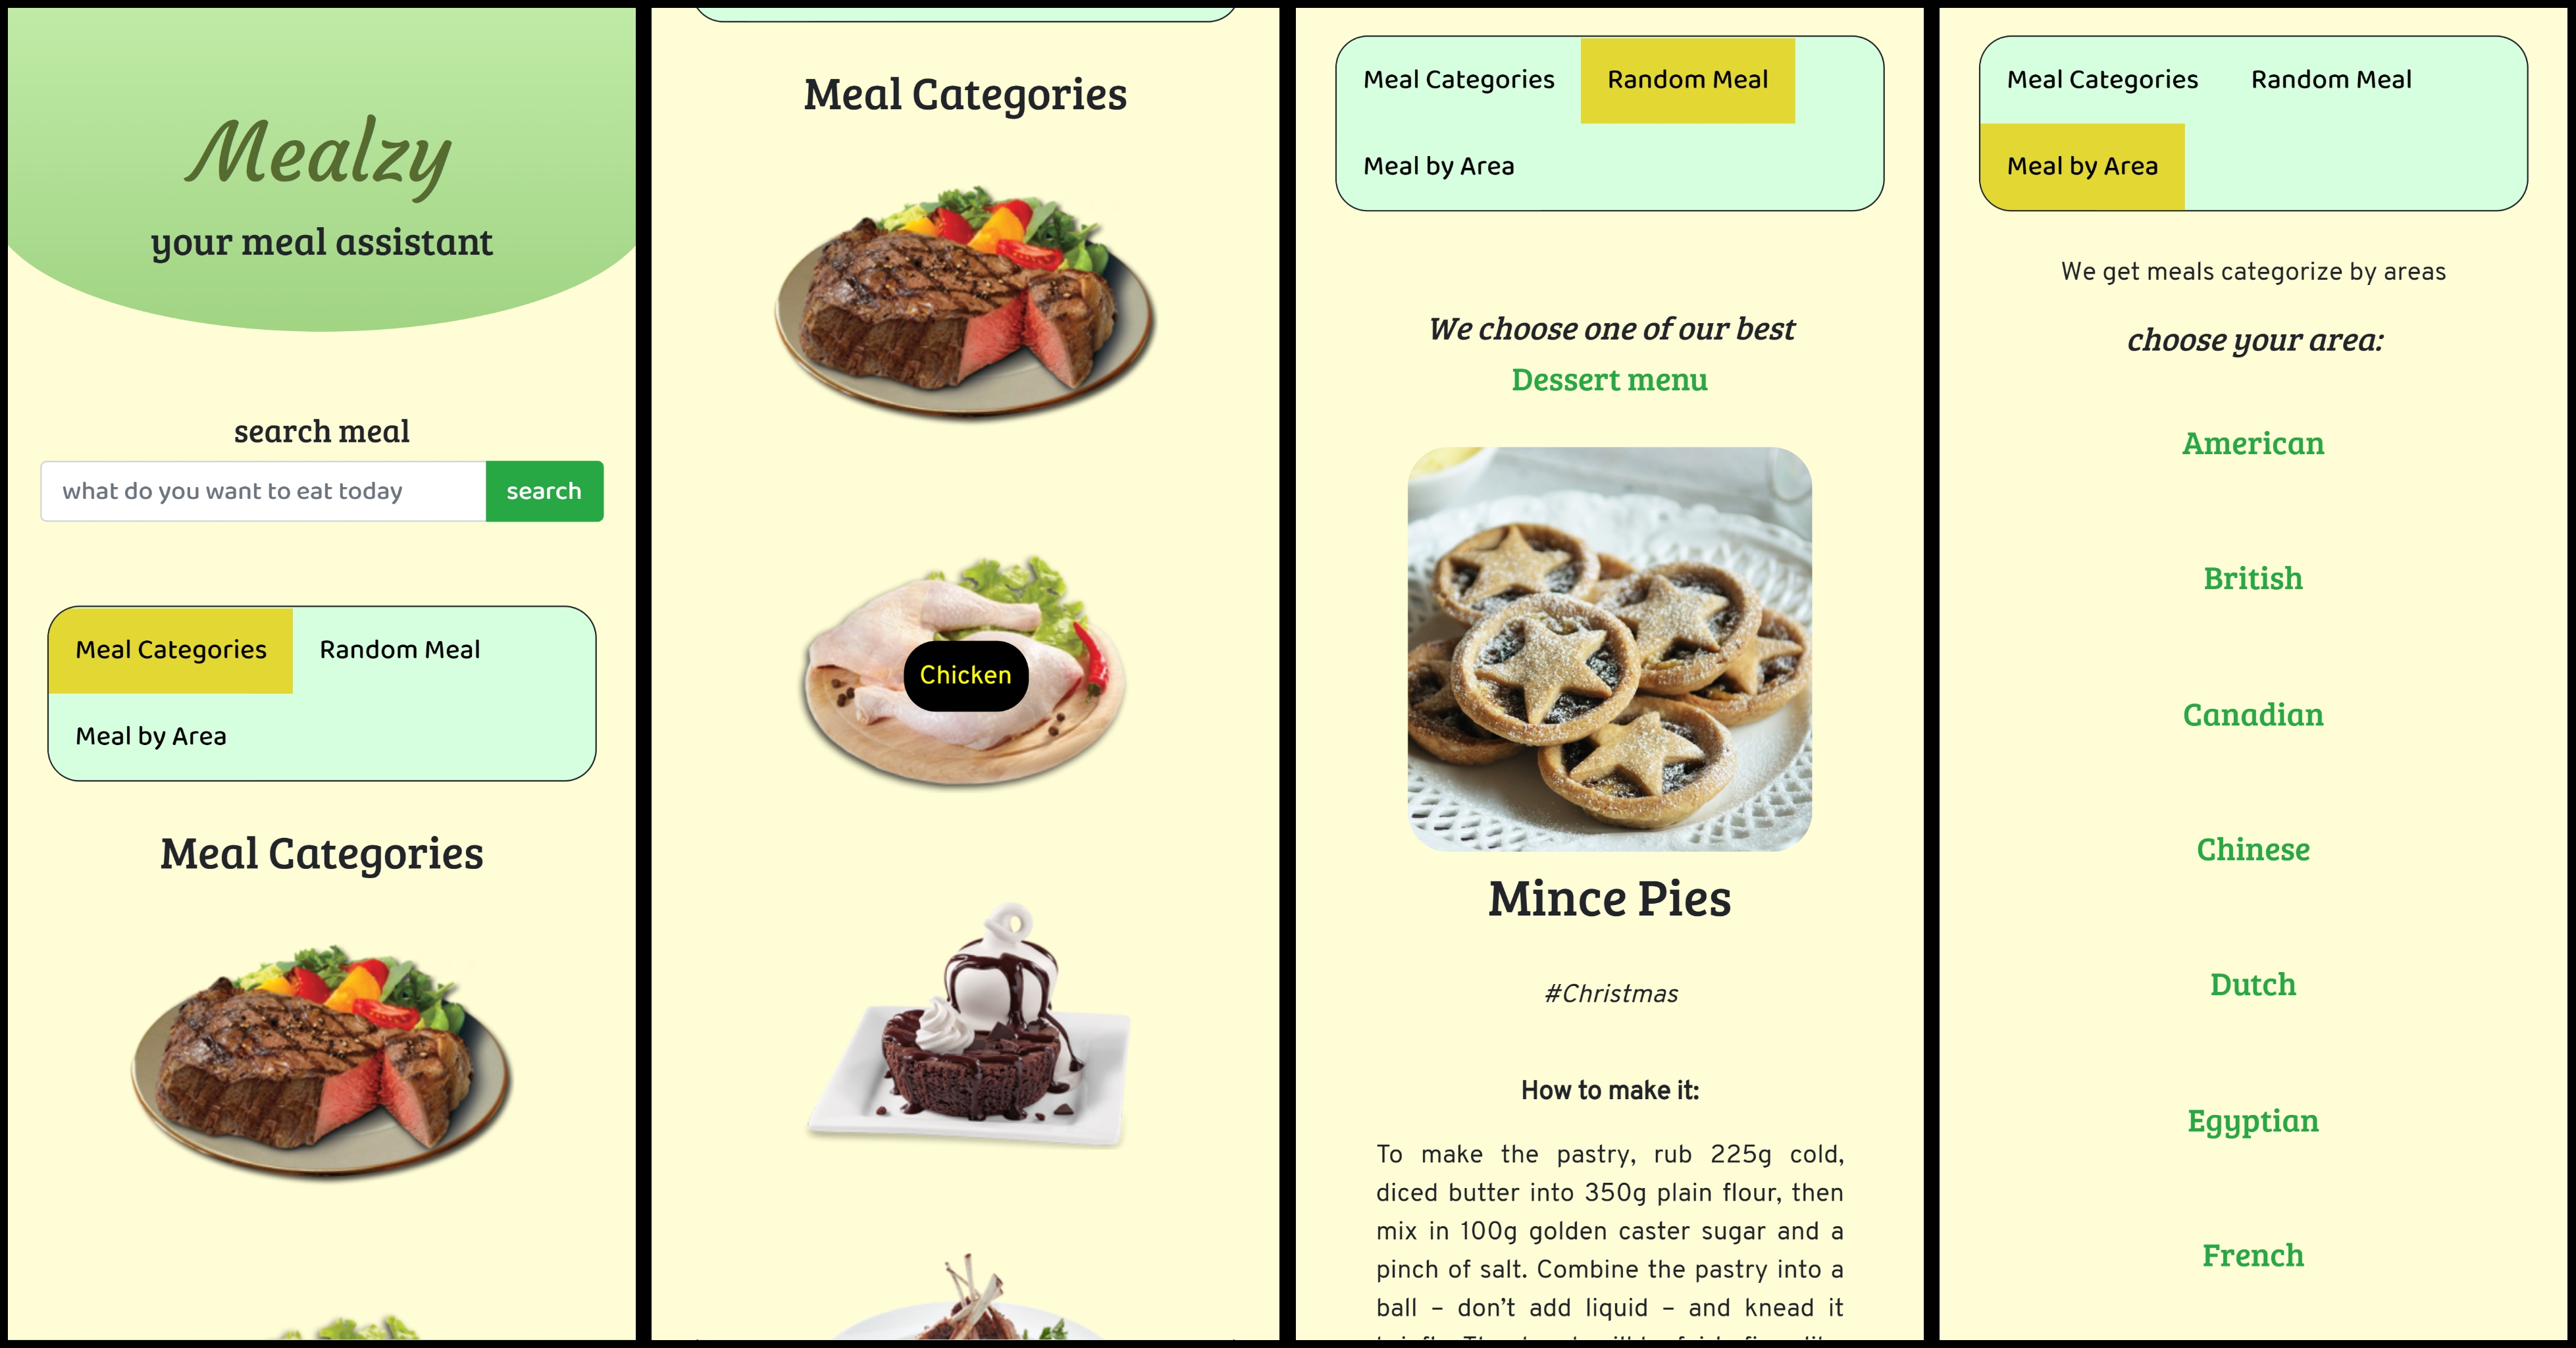 Mealzy
your meal assistant
search meal
what do you want to eat today
search
Meal Categories
Random Meal
Meal by Area
Meal Categories
Meal Categories
Chicken
Meal Categories
Random Meal
Meal by Area
We choose one of our best
Dessert menu
Mince Pies
#Christmas
How to make it:
To make the pastry, rub 225g cold,
diced butter into 350g plain flour, then
mix in 100g golden caster sugar and a
pinch of salt. Combine the pastry into a
ball – don’t add liquid – and knead it
Meal Categories
Random Meal
Meal by Area
We get meals categorize by areas
choose your area:
American
British
Canadian
Chinese
Dutch
Egyptian
French